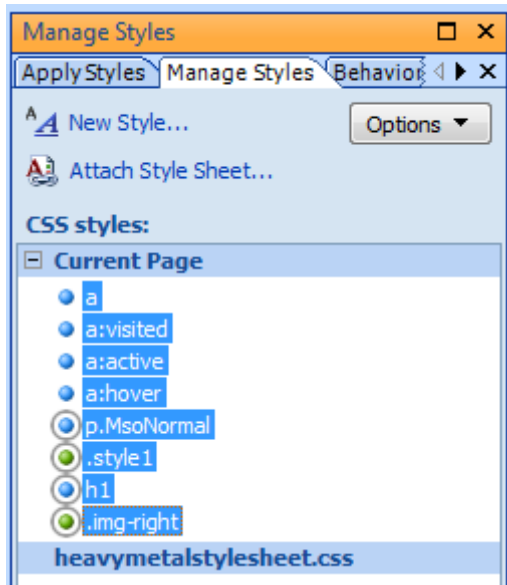 Manage Styles
Apply Styles Manage Styles Behavior
New Style... Options
Attach Style Sheet...
CSS styles:
Current Page
a
a:visited
a:active
a:hover
p.MsoNormal
.style1
h1
.img-right
heavymetalstylesheet.css